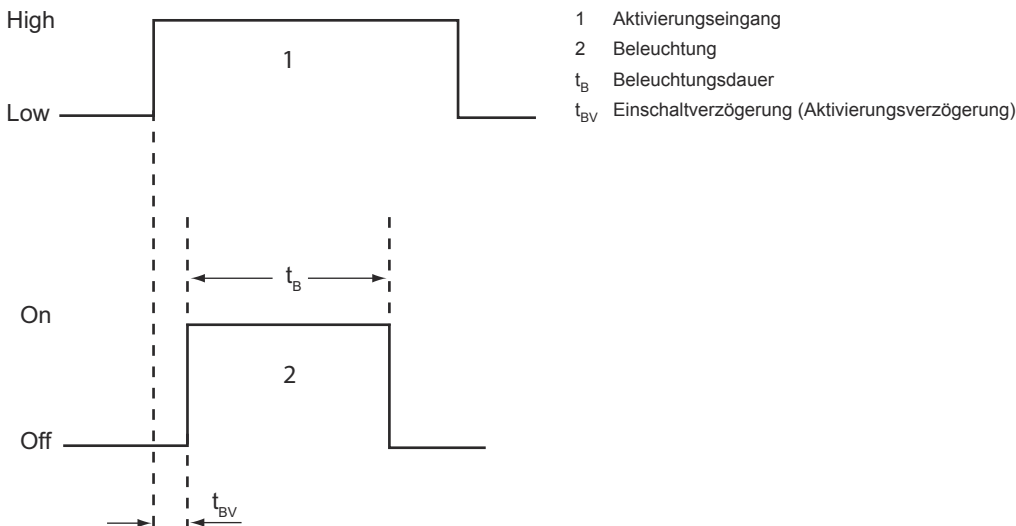 High
1
Low
t_B
On
2
Off
t_BV
1 Aktivierungseingang
2 Beleuchtung
t_B Beleuchtungsdauer
t_BV Einschaltverzögerung (Aktivierungsverzögerung)